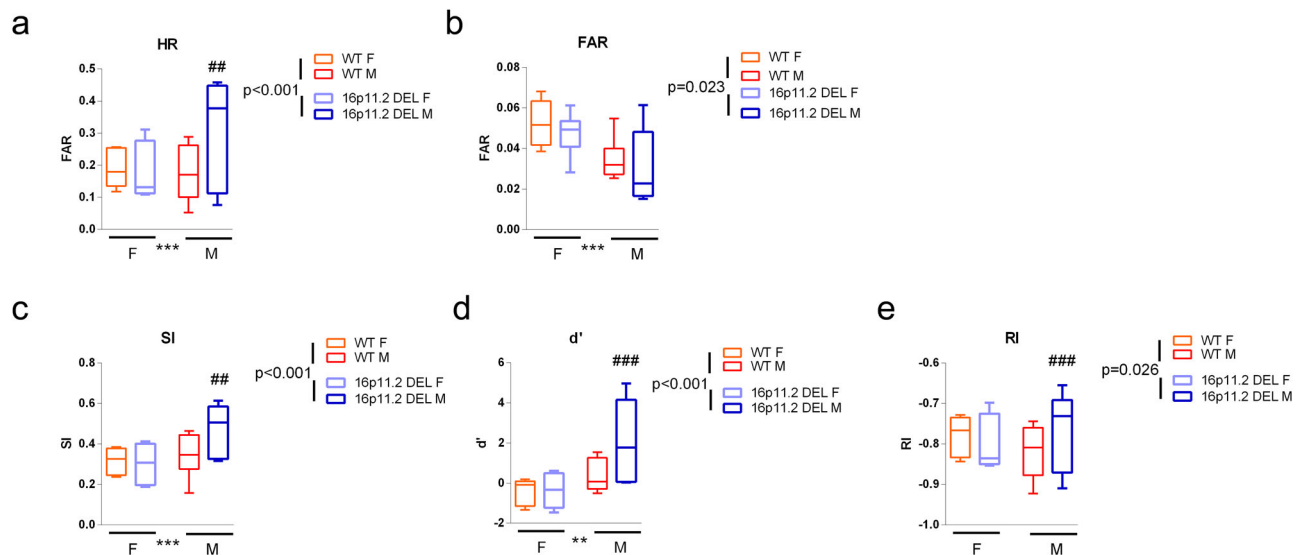 a
HR
0.5
0.4
0.3
0.2
0.1
0.0
FAR
##
F
***
M
WT F
WT M
p<0.001
16p11.2 DEL F
16p11.2 DEL M
b
FAR
0.08
0.06
0.04
0.02
0.00
FAR
F
***
M
WT F
WT M
p=0.023
16p11.2 DEL F
16p11.2 DEL M
c
SI
0.8
0.6
0.4
0.2
0.0
SI
##
F
***
M
WT F
WT M
p<0.001
16p11.2 DEL F
16p11.2 DEL M
d
d'
6
4
2
0
-2
d'
###
F
**
M
WT F
WT M
p<0.001
16p11.2 DEL F
16p11.2 DEL M
e
RI
-0.6
-0.7
-0.8
-0.9
-1.0
RI
###
F
M
WT F
WT M
p=0.026
16p11.2 DEL F
16p11.2 DEL M